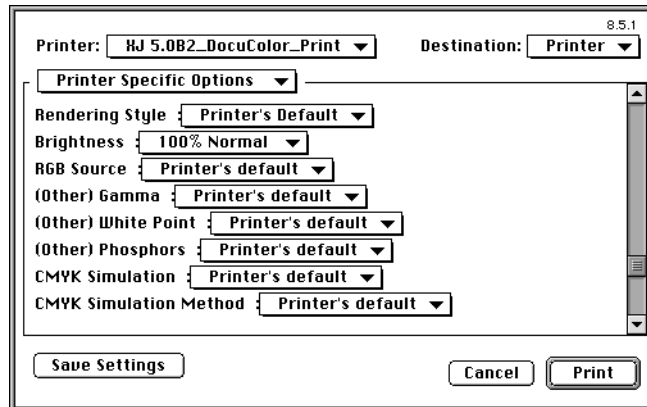 8.5.1
Printer: XJ 5.0B2_DocuColor_Print Destination: Printer
Printer Specific Options
Rendering Style : Printer's Default
Brightness : 100% Normal
RGB Source : Printer's default
(Other) Gamma : Printer's default
(Other) White Point : Printer's default
(Other) Phosphors : Printer's default
CMYK Simulation : Printer's default
CMYK Simulation Method : Printer's default
Save Settings
Cancel Print